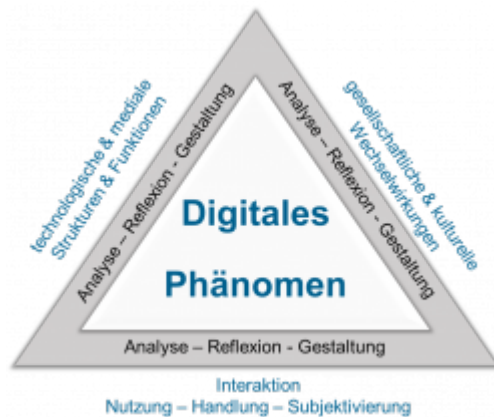 technologische & mediale
Strukturen & Funktionen
Analyse – Reflexion - Gestaltung
gesellschaftliche & kulturelle
Wechselwirkungen
Analyse – Reflexion - Gestaltung
Digitales
Phänomen
Analyse – Reflexion - Gestaltung
Interaktion
Nutzung – Handlung – Subjektivierung